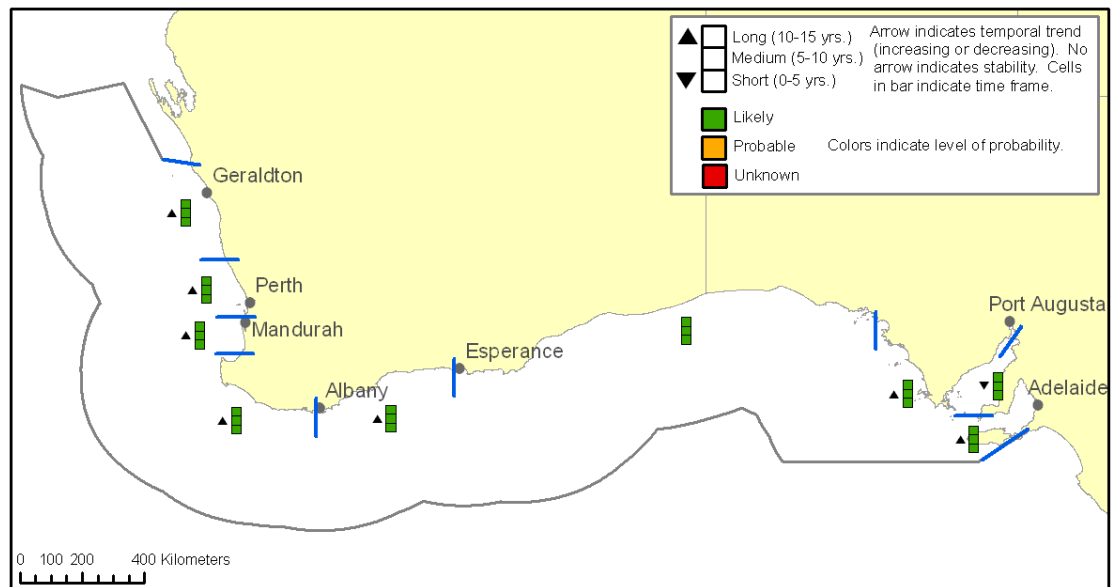 Long (10-15 yrs.)
Medium (5-10 yrs.)
Short (0-5 yrs.)
Arrow indicates temporal trend
(increasing or decreasing). No
arrow indicates stability. Cells
in bar indicate time frame.
Likely
Probable
Colors indicate level of probability.
Unknown
Geraldton
Perth
Mandurah
Albany
Esperance
Port Augusta
Adelaide
0 100 200 400 Kilometers